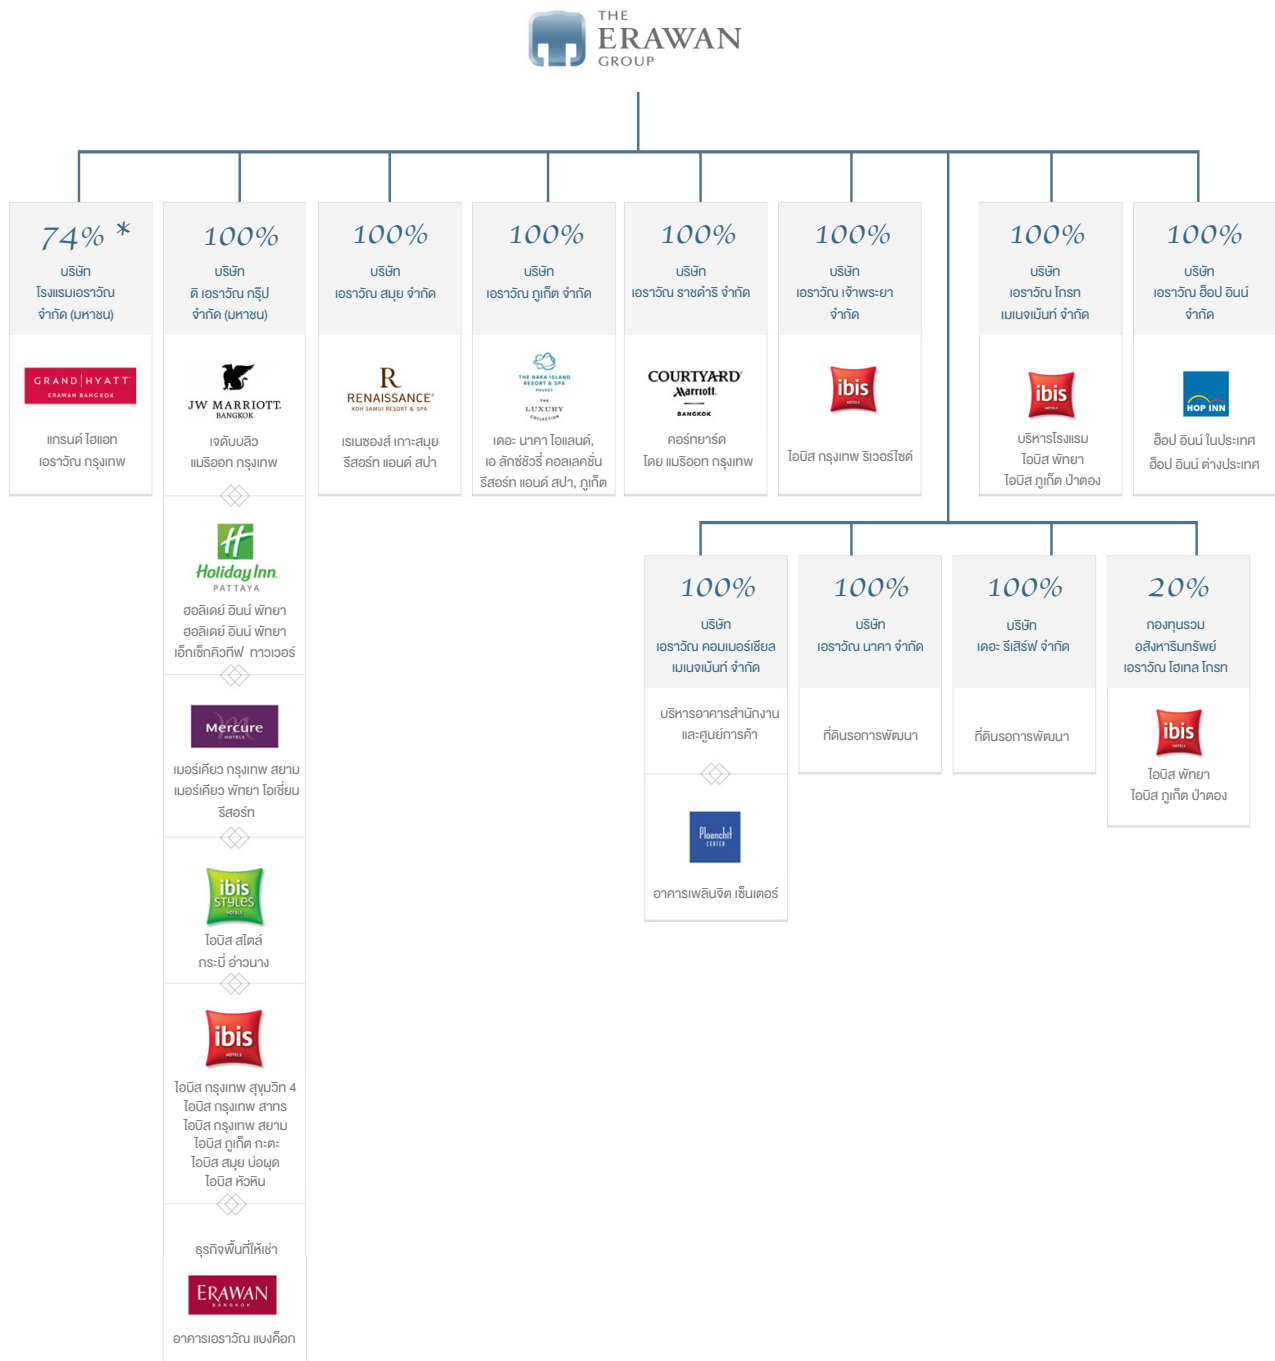 THE
ERAWAN
GROUP
74% *
บริษัท
โรงแรมเอราวัณ
จำกัด (มหาชน)
GRAND HYATT
ERAWAN BANGKOK
แกรนด์ ไฮแอท
เอราวัณ กรุงเทพ
100%
บริษัท
ดิ เอราวัณ กรุ๊ป
จำกัด (มหาชน)
JW MARRIOTT
BANGKOK
เจดับบลิว
แมริออท กรุงเทพ
Holiday Inn
PATTAYA
ฮอลิเดย์ อินน์ พัทยา
ฮอลิเดย์ อินน์ พัทยา
เอ็กเซ็กคิวทีฟ ทาวเวอร์
Mercure
HOTELS
เมอร์เคียว กรุงเทพ สยาม
เมอร์เคียว พัทยา โอเชี่ยน
รีสอร์ท
ibis
STYLES
HOTELS
ไอบิส สไตล์
กระบี่ อ่าวนาง
ibis
HOTELS
ไอบิส กรุงเทพ สุขุมวิท 4
ไอบิส กรุงเทพ สาทร
ไอบิส กรุงเทพ สยาม
ไอบิส ภูเก็ต กะตะ
ไอบิส สมุย บ่อผุด
ไอบิส หัวหิน
ธุรกิจพื้นที่ให้เช่า
ERAWAN
BANGKOK
อาคารเอราวัณ แบงค็อก
100%
บริษัท
เอราวัณ สมุย จำกัด
R
RENAISSANCE
KOH SAMUI RESORT & SPA
เรเนซองส์ เกาะสมุย
รีสอร์ท แอนด์ สปา
100%
บริษัท
เอราวัณ ภูเก็ต จำกัด
THE NAKA ISLAND
RESORT & SPA
PHUKET
THE
LUXURY
COLLECTION
เดอะ นาคา ไอแลนด์,
เอ ลักซ์ชัวรี่ คอลเลคชั่น
รีสอร์ท แอนด์ สปา, ภูเก็ต
100%
บริษัท
เอราวัณ ราชดำริ จำกัด
COURTYARD
Marriott
BANGKOK
คอร์ทยาร์ด
โดย แมริออท กรุงเทพ
100%
บริษัท
เอราวัณ เจ้าพระยา
จำกัด
ibis
HOTELS
ไอบิส กรุงเทพ ริเวอร์ไซด์
100%
บริษัท
เอราวัณ โกรท
เมเนจเม้นท์ จำกัด
ibis
HOTELS
บริหารโรงแรม
ไอบิส พัทยา
ไอบิส ภูเก็ต ป่าตอง
100%
บริษัท
เอราวัณ ฮ็อป อินน์
จำกัด
HOP INN
ฮ็อป อินน์ ในประเทศ
ฮ็อป อินน์ ต่างประเทศ
100%
บริษัท
เอราวัณ คอมเมอร์เชียล
เมเนจเม้นท์ จำกัด
บริหารอาคารสำนักงาน
และศูนย์การค้า
Ploenchit
CENTER
อาคารเพลินจิต เซ็นเตอร์
100%
บริษัท
เอราวัณ นาคา จำกัด
ที่ดินรอการพัฒนา
100%
บริษัท
เดอะ รีเสิร์ฟ จำกัด
ที่ดินรอการพัฒนา
20%
กองทุนรวม
อสังหาริมทรัพย์
เอราวัณ โฮเทล โกรท
ibis
HOTELS
ไอบิส พัทยา
ไอบิส ภูเก็ต ป่าตอง